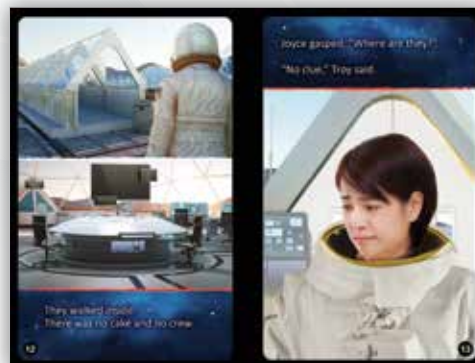 They walked inside.
There was no cake and no crew.
12
Joyce gasped. "Where are they?"
"No clue," Troy said.
13